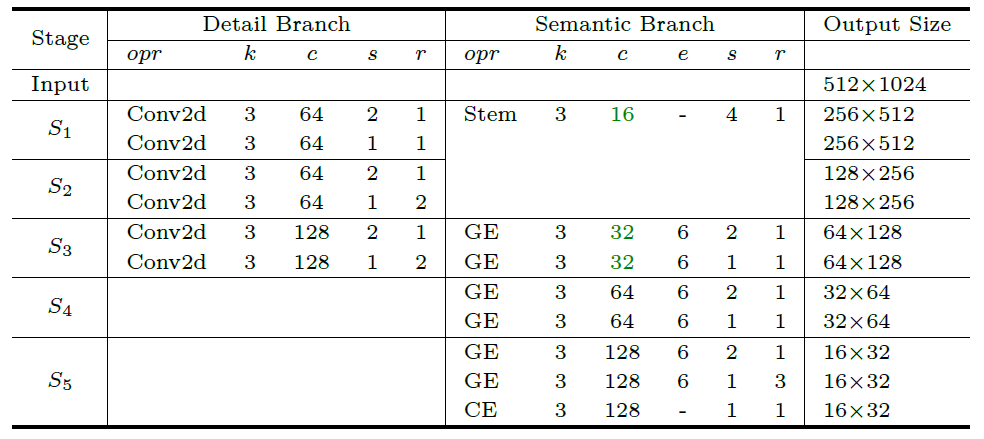 Stage Detail Branch Semantic Branch Output Size
opr k c s r opr k c e s r
Input 512×1024
S1 Conv2d 3 64 2 1 Stem 3 16 - 4 1 256×512
Conv2d 3 64 1 1 256×512
S2 Conv2d 3 64 2 1 128×256
Conv2d 3 64 1 2 128×256
S3 Conv2d 3 128 2 1 GE 3 32 6 2 1 64×128
Conv2d 3 128 1 2 GE 3 32 6 1 1 64×128
S4 GE 3 64 6 2 1 32×64
GE 3 64 6 1 1 32×64
S5 GE 3 128 6 2 1 16×32
GE 3 128 6 1 3 16×32
CE 3 128 - 1 1 16×32